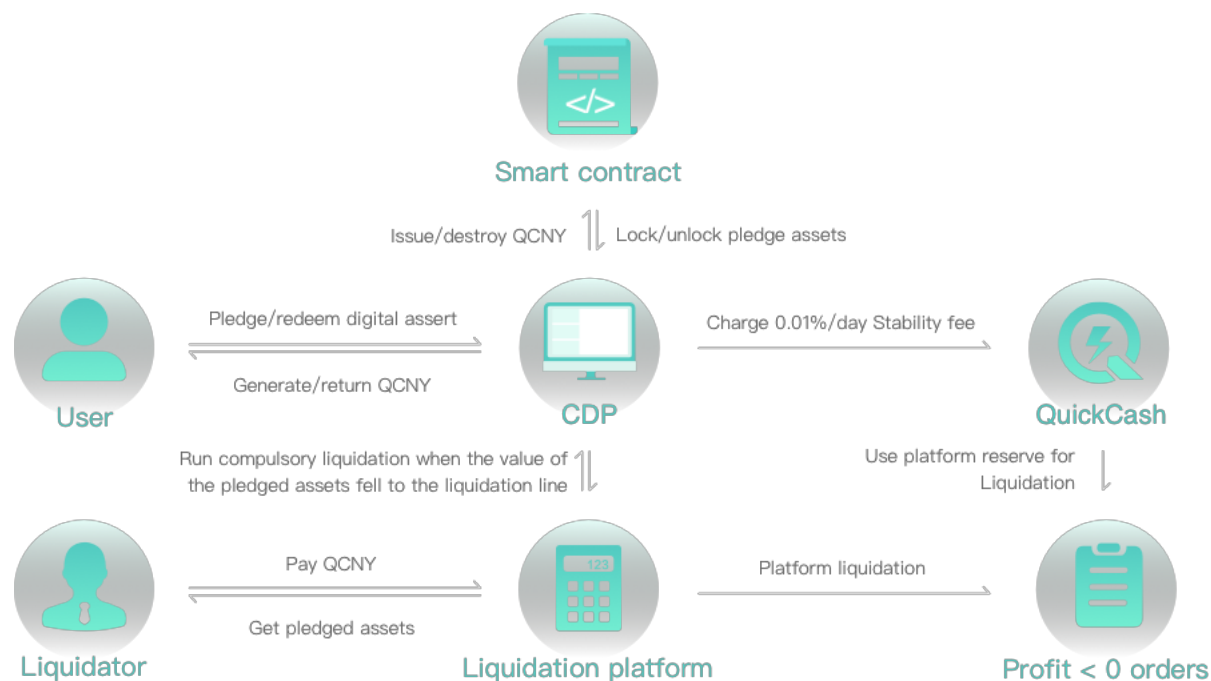 </>
Smart contract
Issue/destroy QCNY
Lock/unlock pledge assets
Pledge/redeem digital assert
Charge 0.01%/day Stability fee
Generate/return QCNY
User
CDP
QuickCash
Run compulsory liquidation when the value of
the pledged assets fell to the liquidation line
Use platform reserve for
Liquidation
123
Pay QCNY
Platform liquidation
Get pledged assets
Liquidator
Liquidation platform
Profit < 0 orders